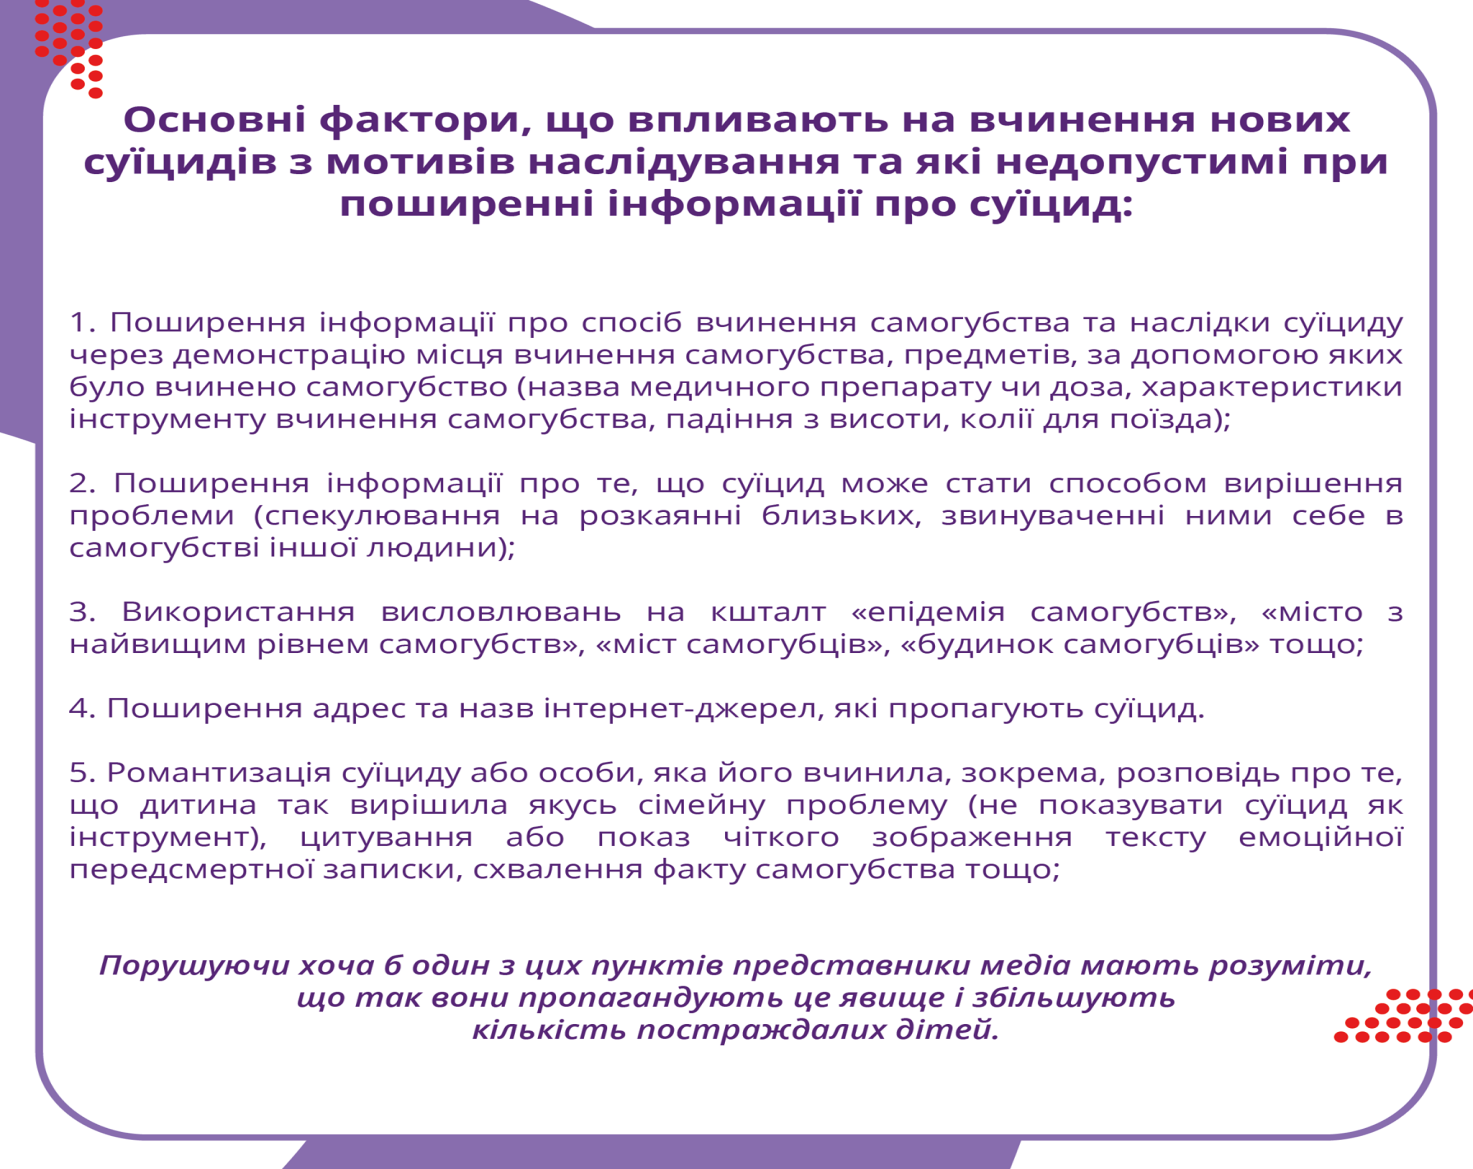 Основні фактори, що впливають на вчинення нових
суїцидів з мотивів наслідування та які недопустимі при
поширенні інформації про суїцид:
1. Поширення інформації про спосіб вчинення самогубства та наслідки суїциду
через демонстрацію місця вчинення самогубства, предметів, за допомогою яких
було вчинено самогубство (назва медичного препарату чи доза, характеристики
інструменту вчинення самогубства, падіння з висоти, колії для поїзда);
2. Поширення інформації про те, що суїцид може стати способом вирішення
проблеми (спекулювання на розкаянні близьких, звинуваченні ними себе в
самогубстві іншої людини);
3. Використання висловлювань на кшталт «епідемія самогубств», «місто з
найвищим рівнем самогубств», «міст самогубців», «будинок самогубців» тощо;
4. Поширення адрес та назв інтернет-джерел, які пропагують суїцид.
5. Романтизація суїциду або особи, яка його вчинила, зокрема, розповідь про те,
що дитина так вирішила якусь сімейну проблему (не показувати суїцид як
інструмент), цитування або показ чіткого зображення тексту емоційної
передсмертної записки, схвалення факту самогубства тощо;
Порушуючи хоча б один з цих пунктів представники медіа мають розуміти,
що так вони пропагандують це явище і збільшують
кількість постраждалих дітей.